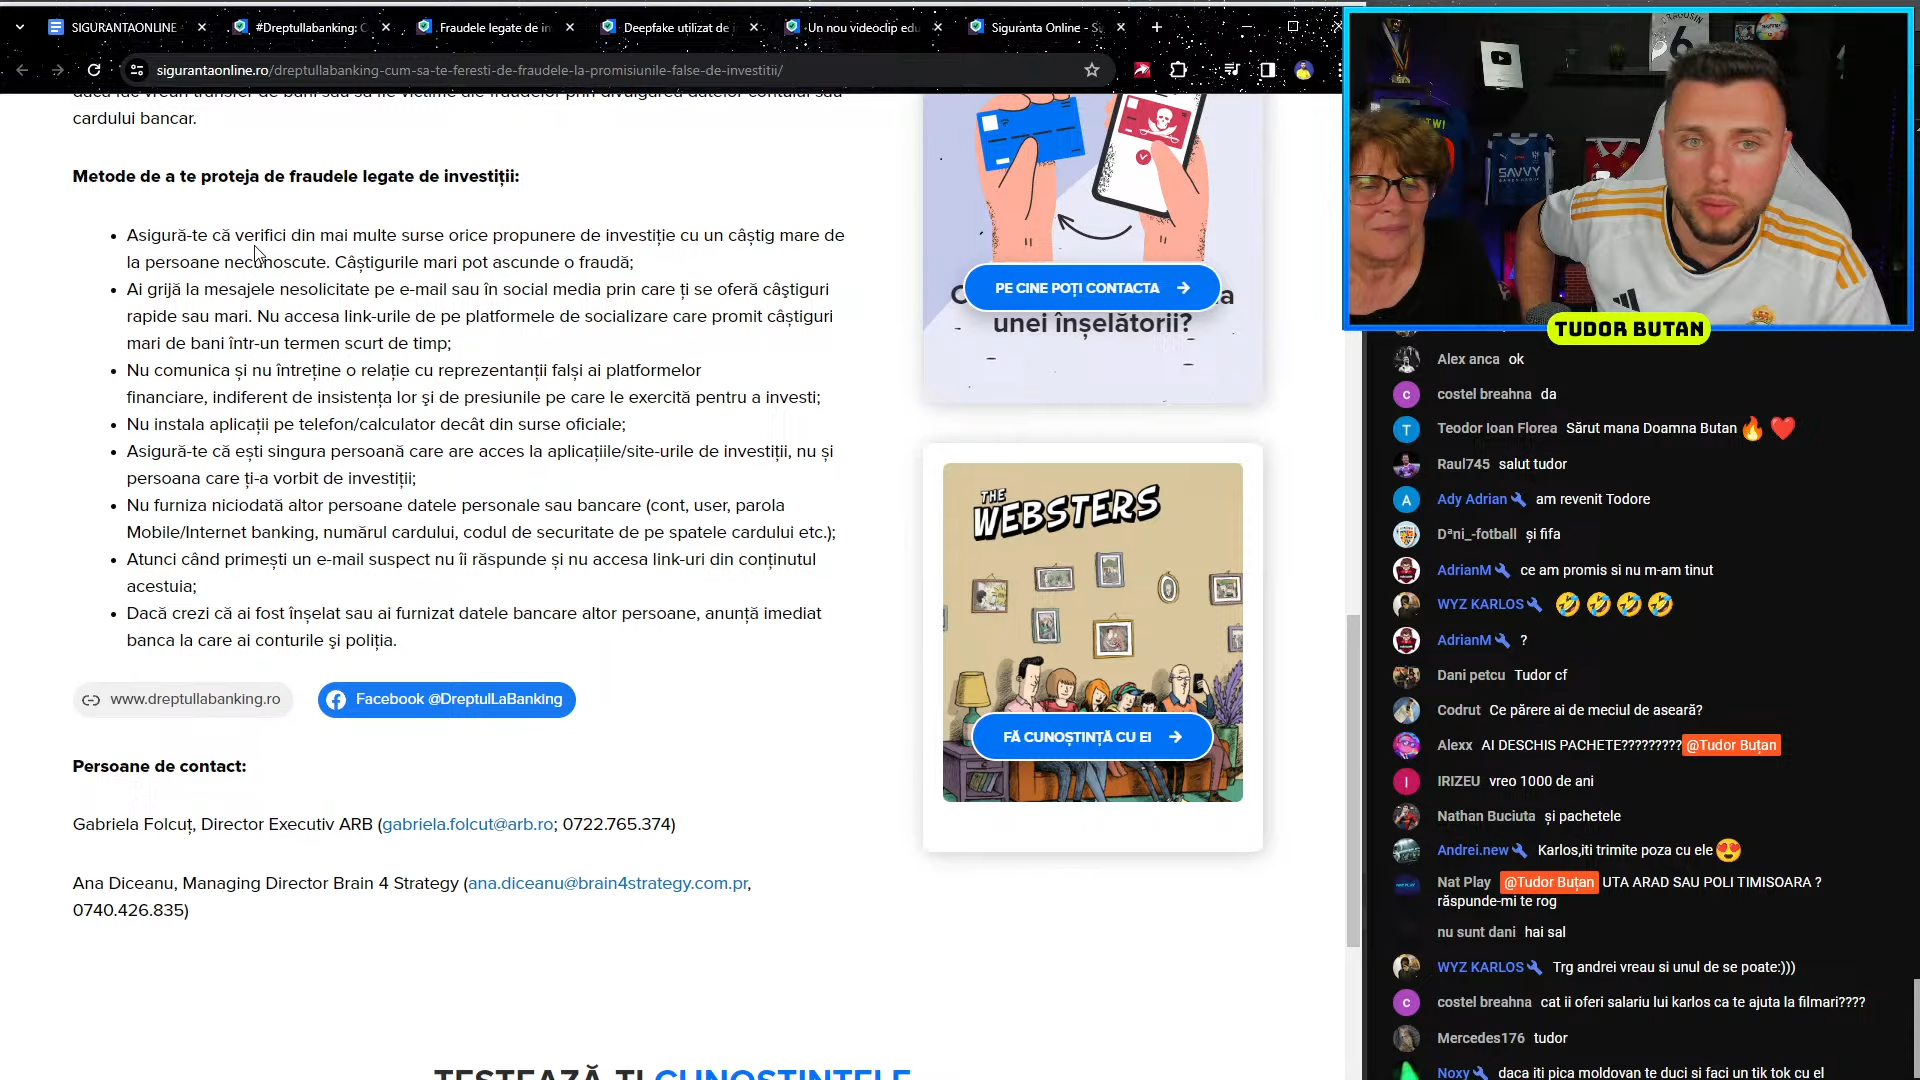 SIGURANTAONLINE
#Dreptullabanking: C
Fraudele legate de in
Deepfake utilizat de
Un nou videoclip edu
Siguranta Online - Si
sigurantaonline.ro/dreptullabanking-cum-sa-te-feresti-de-fraudele-la-promisiunile-false-de-investitii/
cardului bancar.
Metode de a te proteja de fraudele legate de investiții:
Asigură-te că verifici din mai multe surse orice propunere de investiție cu un câștig mare de
la persoane necunoscute. Câștigurile mari pot ascunde o fraudă;
Ai grijă la mesajele nesolicitate pe e-mail sau în social media prin care ți se oferă câștiguri
rapide sau mari. Nu accesa link-urile de pe platformele de socializare care promit câștiguri
mari de bani într-un termen scurt de timp;
Nu comunica și nu întreține o relație cu reprezentanții falși ai platformelor
financiare, indiferent de insistența lor și de presiunile pe care le exercită pentru a investi;
Nu instala aplicații pe telefon/calculator decât din surse oficiale;
Asigură-te că ești singura persoană care are acces la aplicațiile/site-urile de investiții, nu și
persoana care ți-a vorbit de investiții;
Nu furniza niciodată altor persoane datele personale sau bancare (cont, user, parola
Mobile/Internet banking, numărul cardului, codul de securitate de pe spatele cardului etc.);
Atunci când primești un e-mail suspect nu îi răspunde și nu accesa link-uri din conținutul
acestuia;
Dacă crezi că ai fost înșelat sau ai furnizat datele bancare altor persoane, anunță imediat
banca la care ai conturile și poliția.
www.dreptullabanking.ro
Facebook @DreptulLaBanking
Persoane de contact:
Gabriela Folcuț, Director Executiv ARB (gabriela.folcut@arb.ro; 0722.765.374)
Ana Diceanu, Managing Director Brain 4 Strategy (ana.diceanu@brain4strategy.com.pr,
0740.426.835)
PE CINE POȚI CONTACTA
unei înșelătorii?
THE
WEBSTERS
FĂ CUNOȘTINȚĂ CU EI
TESTEAZĂ-ȚI CUNOȘTINȚELE
DRAGUSIN
6
SAVVY
TUDOR BUTAN
Alex anca ok
costel breahna da
Teodor Ioan Florea Sărut mana Doamna Butan 🔥 ❤️
Raul745 salut tudor
Ady Adrian am revenit Todore
Dªni_-fotball și fifa
AdrianM ce am promis si nu m-am tinut
WYZ KARLOS 🤣 🤣 🤣 🤣
AdrianM ?
Dani petcu Tudor cf
Codrut Ce părere ai de meciul de aseară?
Alexx AI DESCHIS PACHETE????????? @Tudor Buțan
IRIZEU vreo 1000 de ani
Nathan Buciuta și pachetele
Andrei.new Karlos,iti trimite poza cu ele 😍
Nat Play @Tudor Buțan UTA ARAD SAU POLI TIMISOARA ?
răspunde-mi te rog
nu sunt dani hai sal
WYZ KARLOS Trg andrei vreau si unul de se poate:)))
costel breahna cat ii oferi salariu lui karlos ca te ajuta la filmari????
Mercedes176 tudor
Noxy daca iti pica moldovan te duci si faci un tik tok cu el